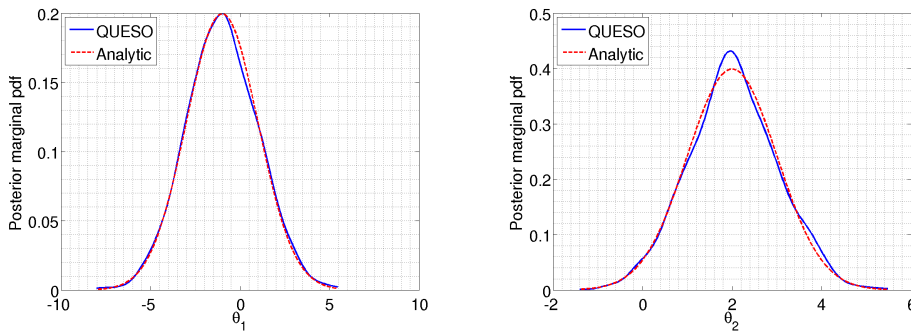 QUESO
Analytic
Posterior marginal pdf
0.2
0.15
0.1
0.05
0
-10
-5
0
5
10
θ1
QUESO
Analytic
Posterior marginal pdf
0.5
0.4
0.3
0.2
0.1
0
-2
0
2
4
6
θ2